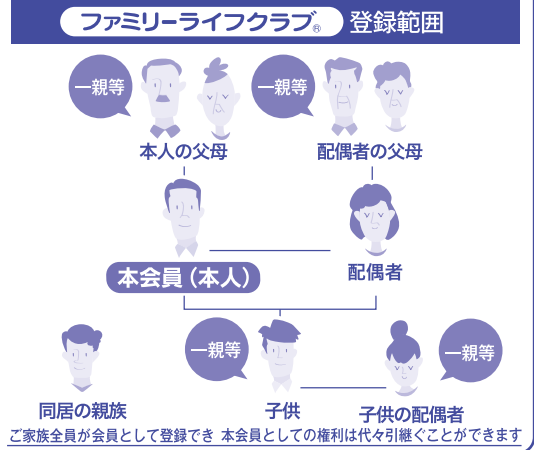 ファミリーライフクラブ® 登録範囲
一親等
一親等
本人の父母
配偶者の父母
本会員（本人）
配偶者
一親等
一親等
同居の親族
子供
子供の配偶者
ご家族全員が会員として登録でき 本会員としての権利は代々引継ぐことができます